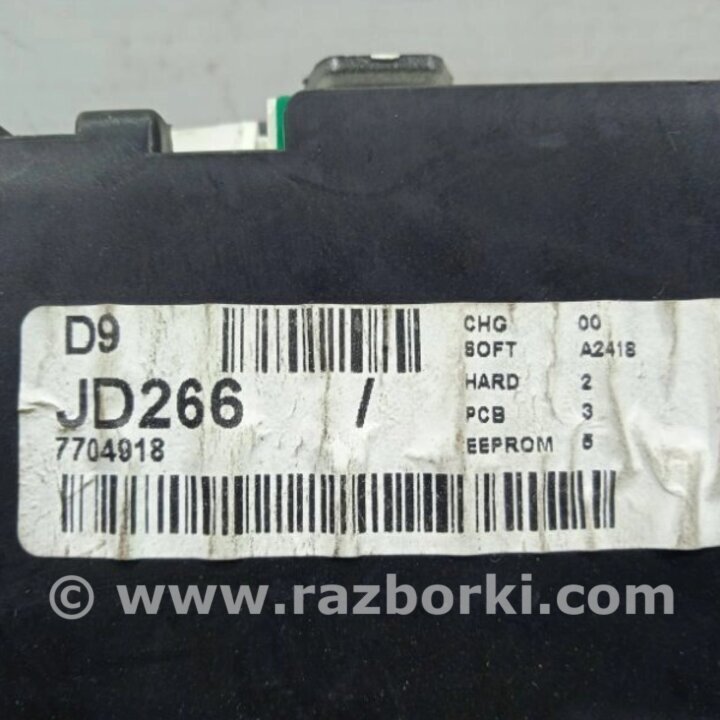 D9
JD266 /
7704918
CHG 00
SOFT A2418
HARD 2
PCB 3
EEPROM 5
© www.razborki.com